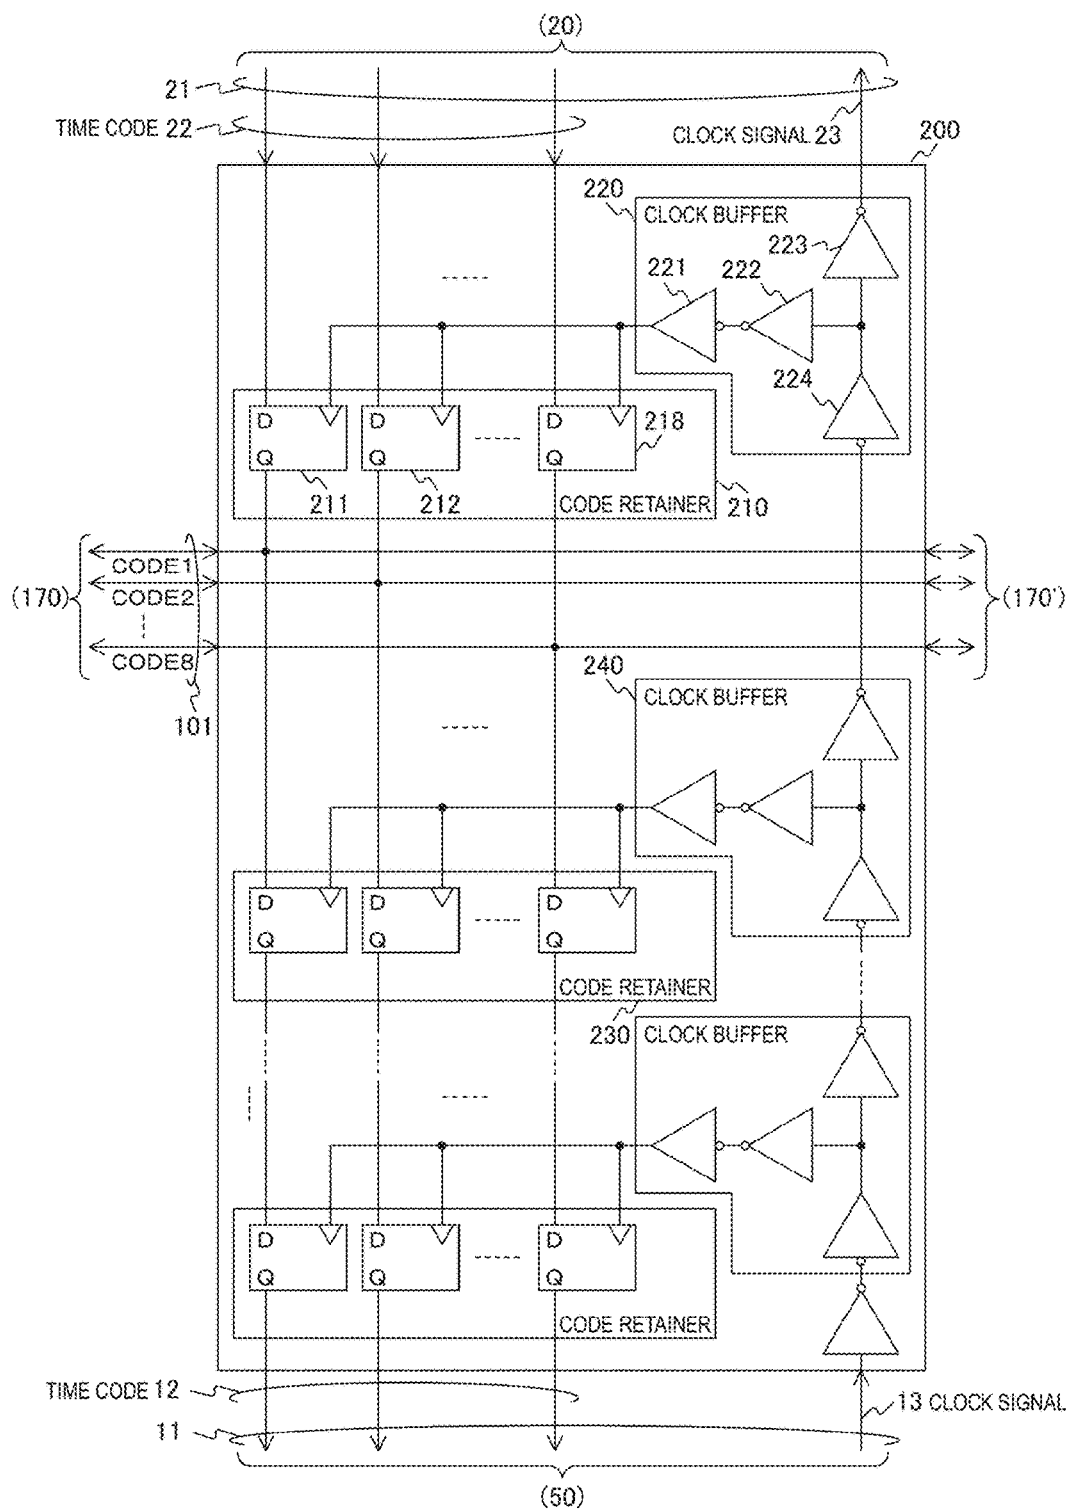 (20)
21
TIME CODE 22
CLOCK SIGNAL 23
200
220
CLOCK BUFFER
223
221
222
224
D
D
D
218
Q
Q
Q
211
212
CODE RETAINER
210
(170)
CODE1
CODE2
CODE8
(170')
101
240
CLOCK BUFFER
D
D
D
Q
Q
Q
CODE RETAINER
230
CLOCK BUFFER
D
D
D
Q
Q
Q
CODE RETAINER
TIME CODE 12
13 CLOCK SIGNAL
11
(50)